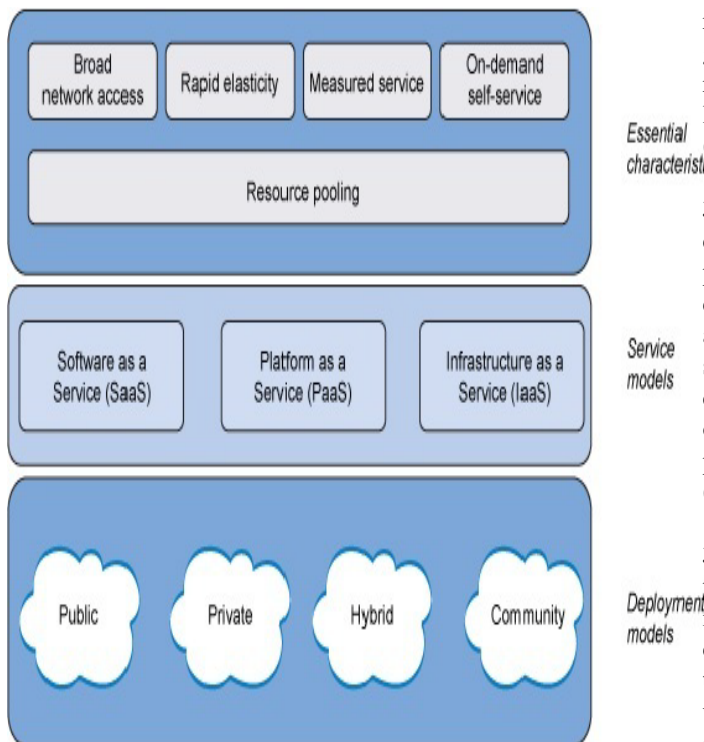 Broad
network access
Rapid elasticity
Measured service
On-demand
self-service
Essential
Resource pooling
Software as a
Service (SaaS)
Platform as a
Service (PaaS)
Infrastructure as a
Service (IaaS)
Service
models
Public
Private
Hybrid
Community
Deployment
models